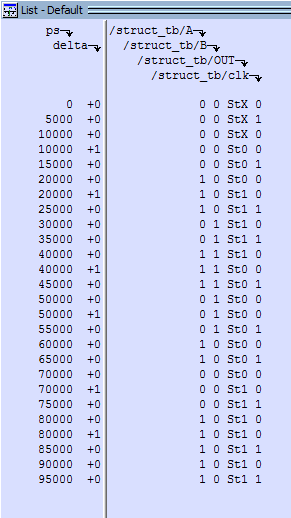 List - Default
ps /struct_tb/A
delta /struct_tb/B
/struct_tb/OUT
/struct_tb/clk
0 +0 0 0 StX 0
5000 +0 0 0 StX 1
10000 +0 0 0 StX 0
10000 +1 0 0 St0 0
15000 +0 0 0 St0 1
20000 +0 1 0 St0 0
20000 +1 1 0 St1 0
25000 +0 1 0 St1 1
30000 +0 0 1 St1 0
35000 +0 0 1 St1 1
40000 +0 1 1 St1 0
40000 +1 1 1 St0 0
45000 +0 1 1 St0 1
50000 +0 0 1 St0 0
50000 +1 0 1 St1 0
55000 +0 0 1 St0 1
60000 +0 0 0 St0 0
65000 +0 1 0 St0 1
70000 +0 0 0 St0 0
70000 +1 0 0 St1 0
75000 +0 0 0 St1 1
80000 +0 1 0 St1 0
80000 +1 1 0 St1 0
85000 +0 1 0 St1 1
90000 +0 1 0 St1 0
95000 +0 1 0 St1 1